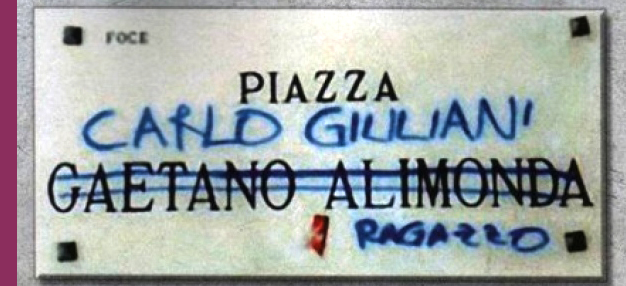 FOCE
PIAZZA
CARLO GIULIANI
GAETANO ALIMONDA
RAGAZZO